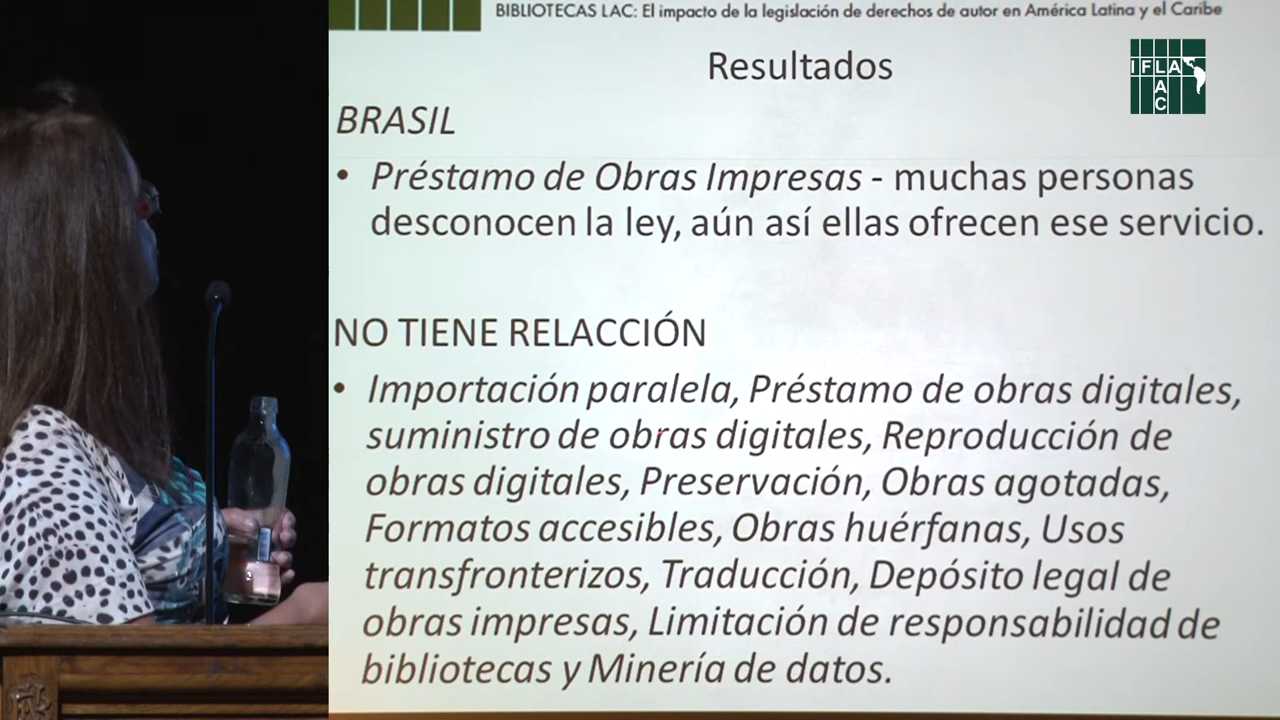 BIBLIOTECAS LAC: El impacto de la legislación de derechos de autor en América Latina y el Caribe
Resultados
IFLA
LAC
BRASIL
• Préstamo de Obras Impresas - muchas personas
desconocen la ley, aún así ellas ofrecen ese servicio.
NO TIENE RELACCIÓN
• Importación paralela, Préstamo de obras digitales,
suministro de obras digitales, Reproducción de
obras digitales, Preservación, Obras agotadas,
Formatos accesibles, Obras huérfanas, Usos
transfronterizos, Traducción, Depósito legal de
obras impresas, Limitación de responsabilidad de
bibliotecas y Minería de datos.